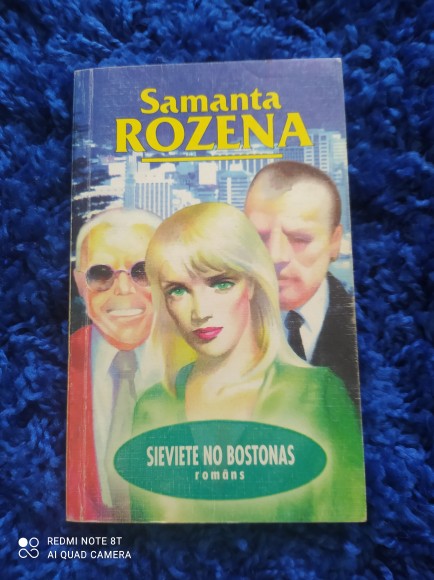 Samanta
ROZENA
SIEVIETE NO BOSTONAS
romāns
REDMI NOTE 8T
AI QUAD CAMERA